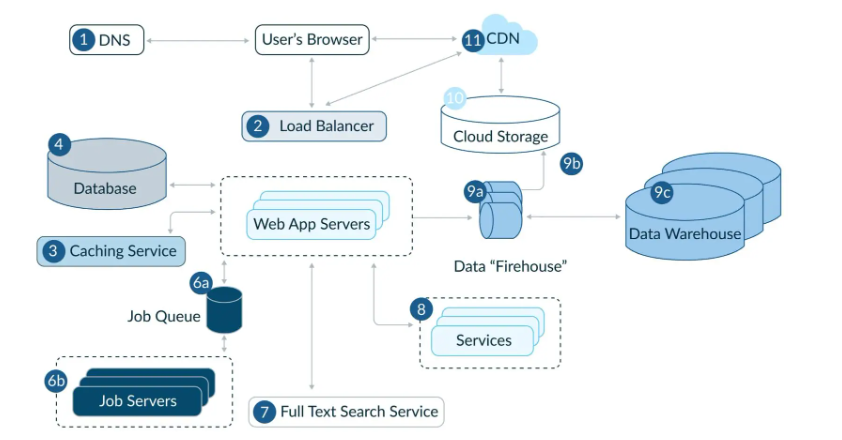 1 DNS
User's Browser
11 CDN
2 Load Balancer
10
Cloud Storage
4
Database
9b
9a
9c
Web App Servers
Data Warehouse
3 Caching Service
Data "Firehouse"
6a
Job Queue
8
Services
6b
Job Servers
7 Full Text Search Service